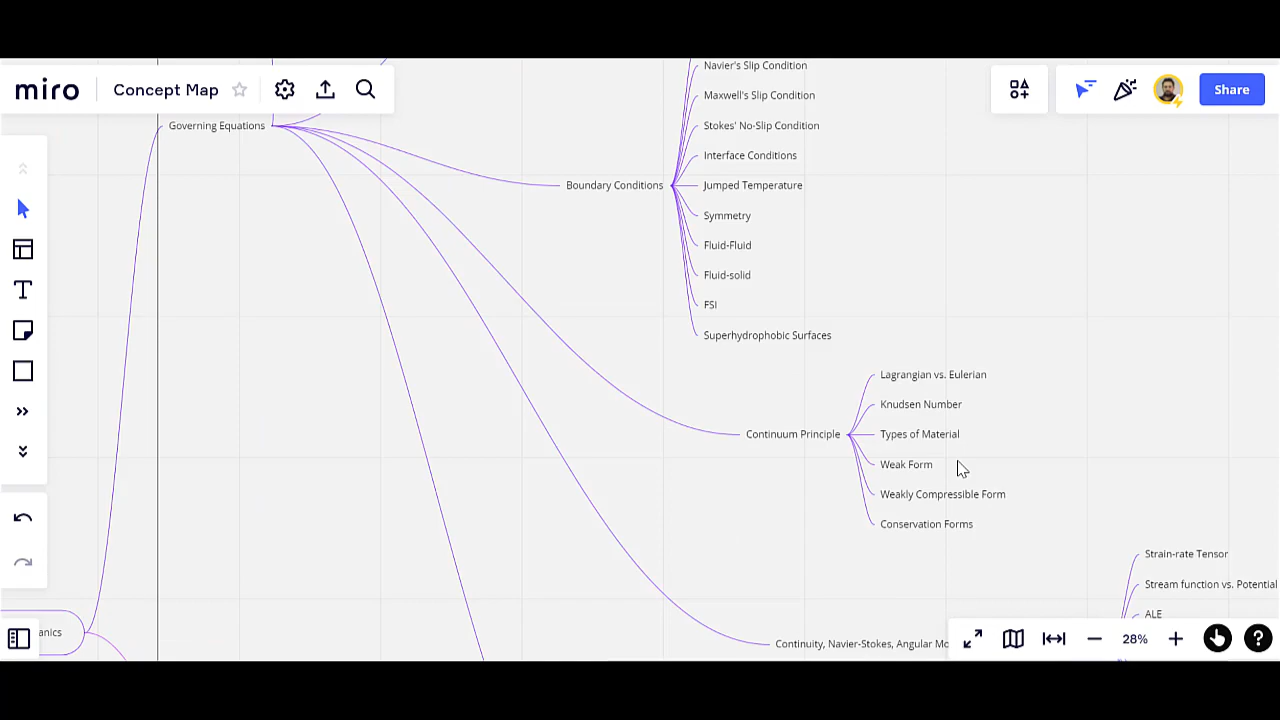 miro
Concept Map
Share
Navier's Slip Condition
Maxwell's Slip Condition
Governing Equations
Stokes' No-Slip Condition
Interface Conditions
Boundary Conditions
Jumped Temperature
Symmetry
Fluid-Fluid
Fluid-solid
FSI
Superhydrophobic Surfaces
Lagrangian vs. Eulerian
Knudsen Number
Continuum Principle
Types of Material
Weak Form
Weakly Compressible Form
Conservation Forms
Strain-rate Tensor
Stream function vs. Potential
ALE
anics
Continuity, Navier-Stokes, Angular Mo
28%